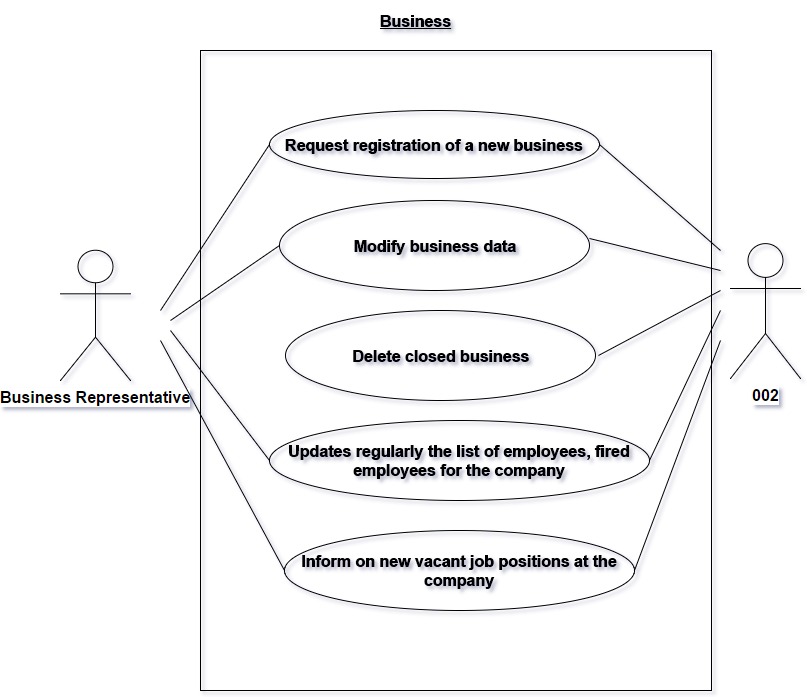 Business
Request registration of a new business
Modify business data
Delete closed business
Business Representative
002
Updates regularly the list of employees, fired
employees for the company
Inform on new vacant job positions at the
company